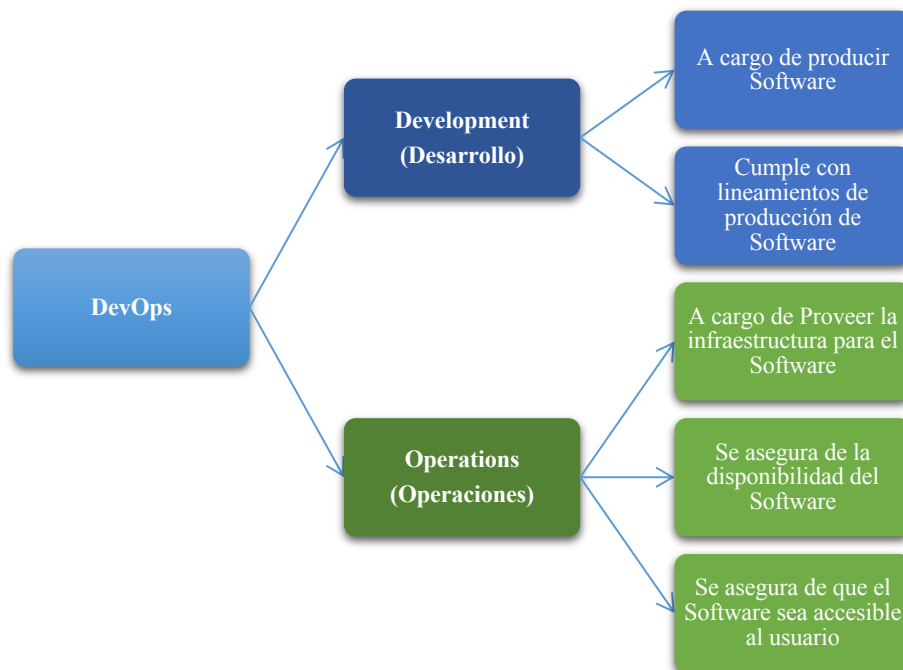 DevOps
Development
(Desarrollo)
A cargo de producir
Software
Cumple con
lineamientos de
producción de
Software
Operations
(Operaciones)
A cargo de Proveer la
infraestructura para el
Software
Se asegura de la
disponibilidad del
Software
Se asegura de que el
Software sea accesible
al usuario